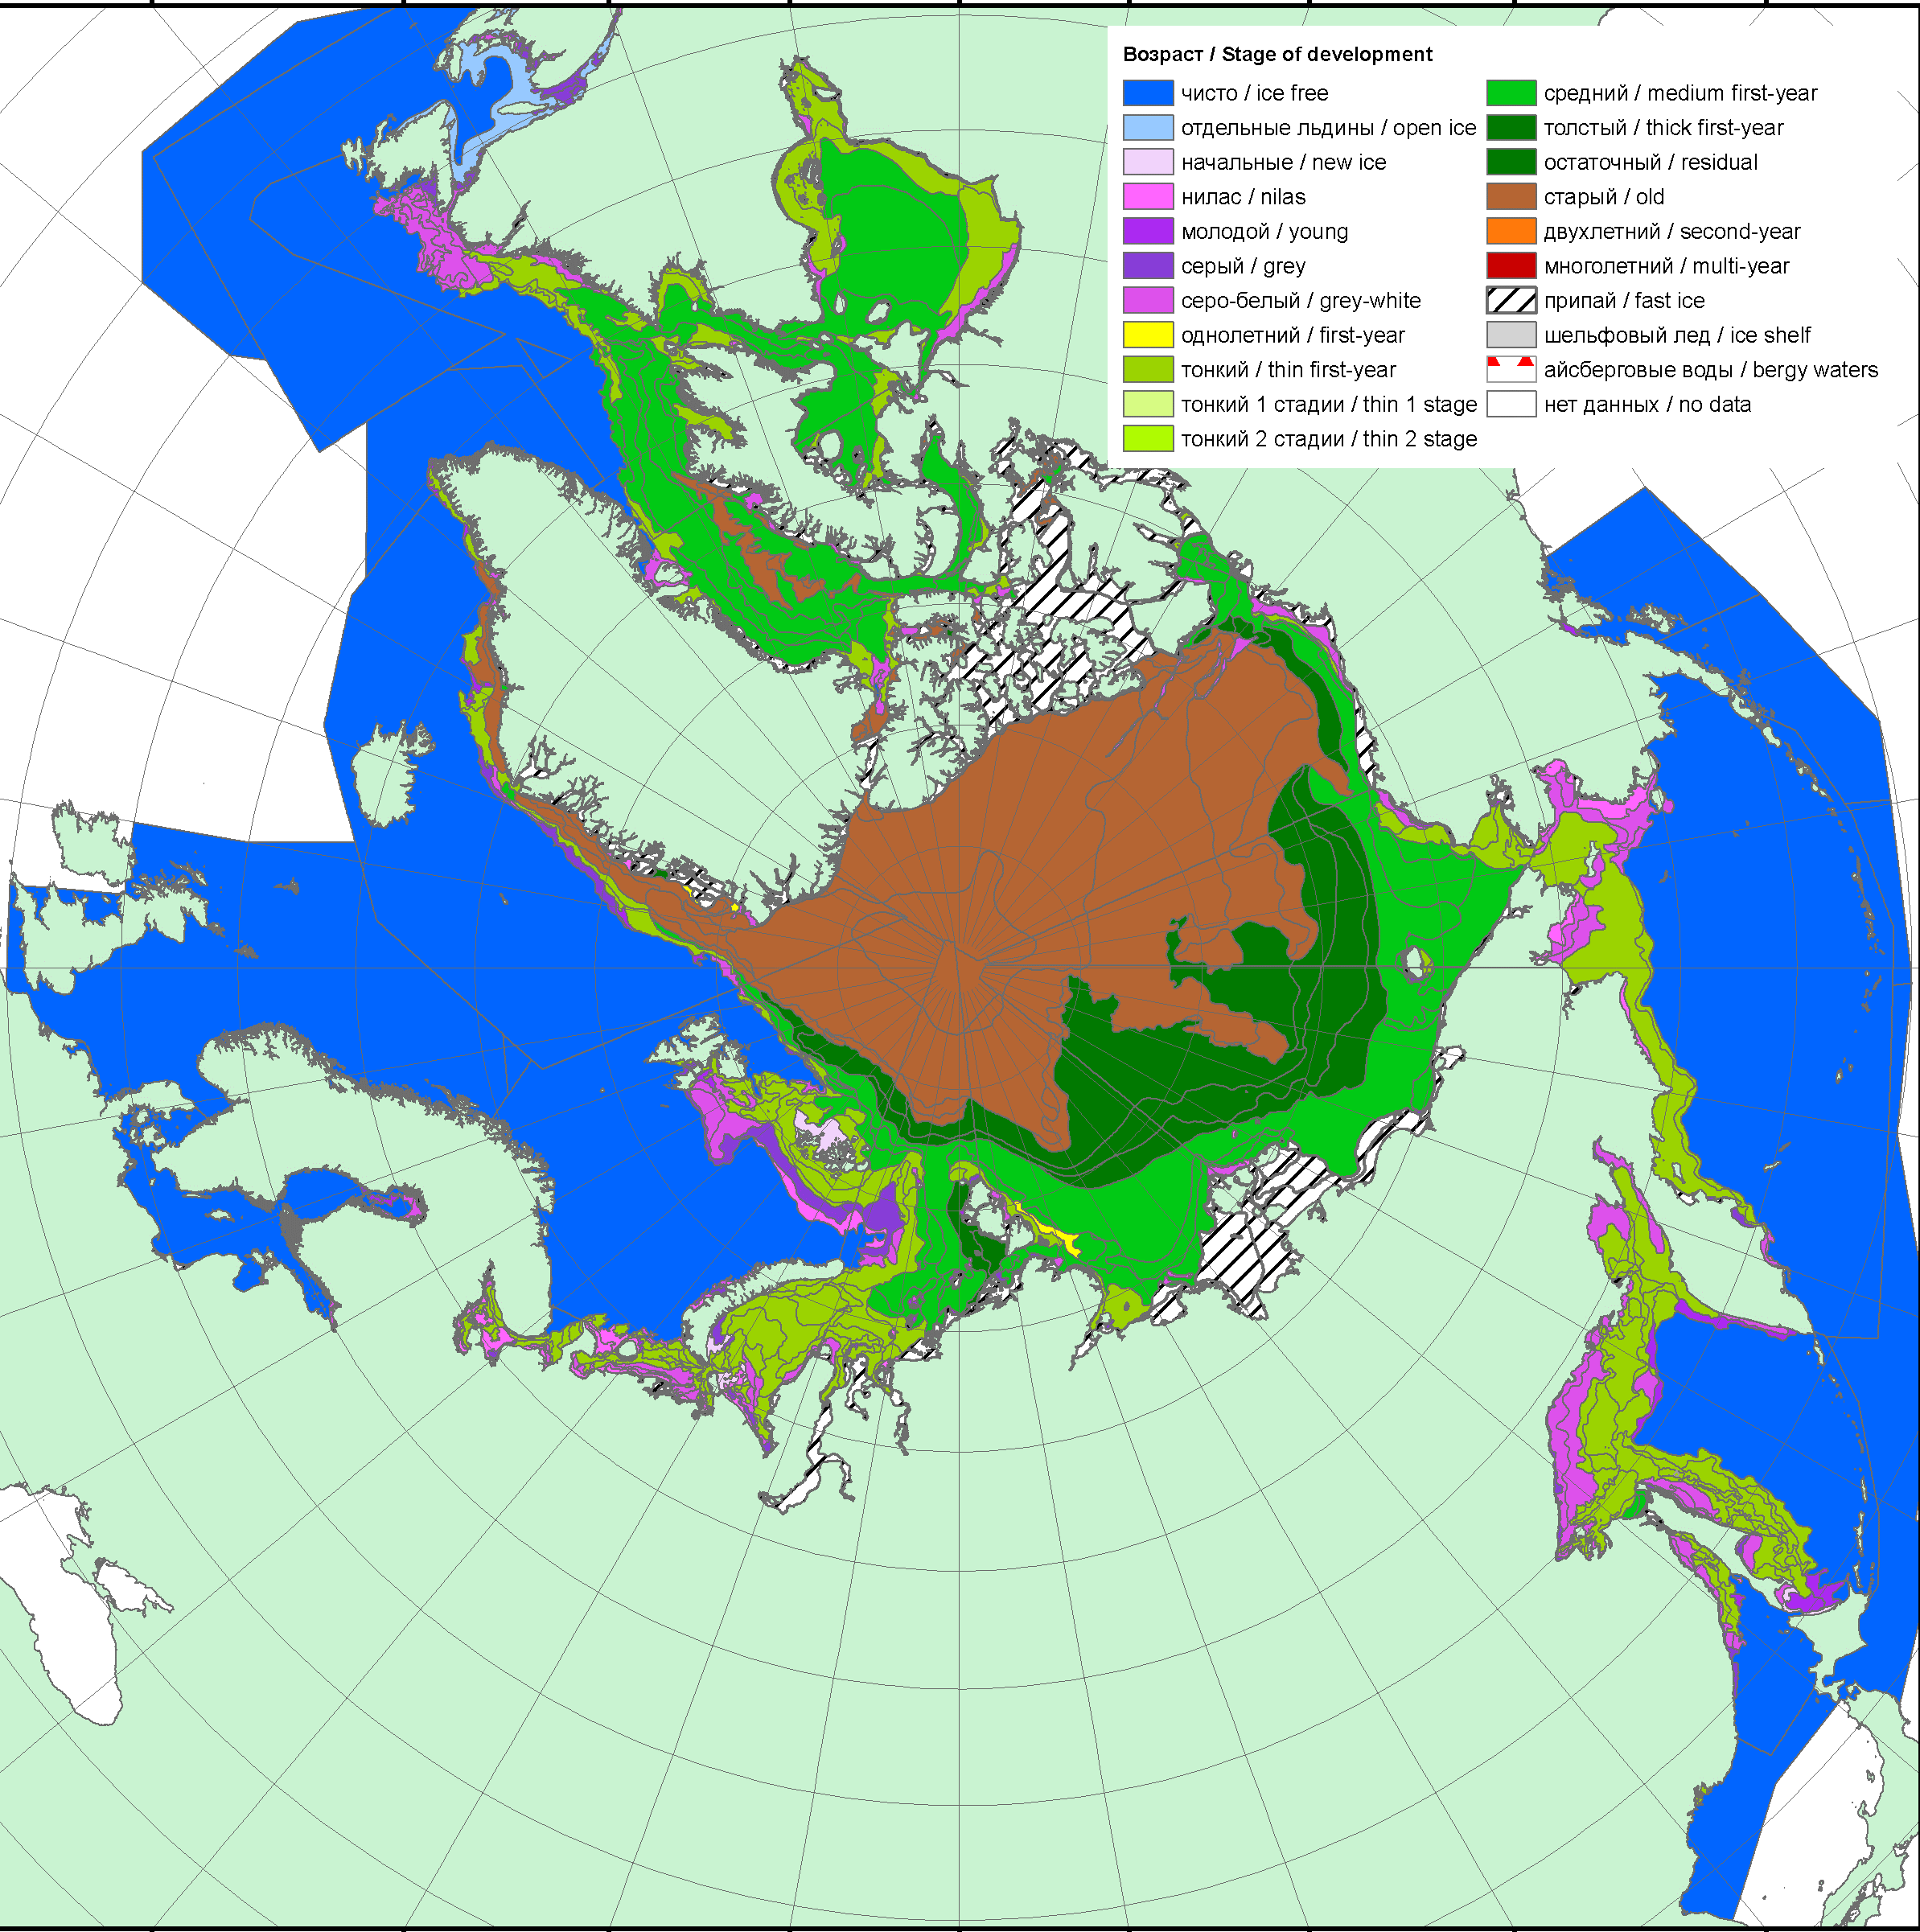 Возраст / Stage of development
чисто / ice free
отдельные льдины / open ice
начальные / new ice
нилас / nilas
молодой / young
серый / grey
серо-белый / grey-white
однолетний / first-year
тонкий / thin first-year
тонкий 1 стадии / thin 1 stage
тонкий 2 стадии / thin 2 stage
средний / medium first-year
толстый / thick first-year
остаточный / residual
старый / old
двухлетний / second-year
многолетний / multi-year
припай / fast ice
шельфовый лед / ice shelf
айсберговые воды / bergy waters
нет данных / no data